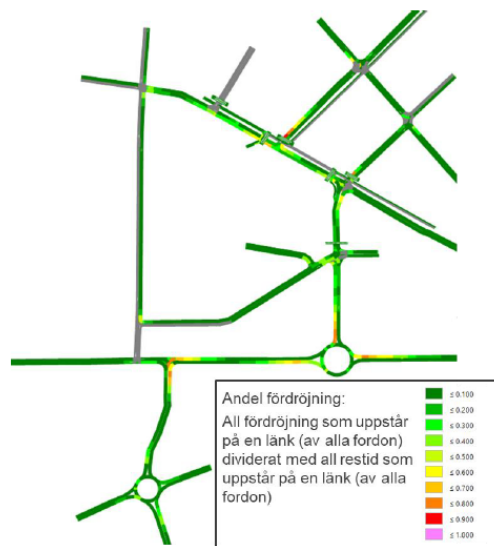 Andel fördröjning:
All fördröjning som uppstår
på en länk (av alla fordon)
dividerat med all restid som
uppstår på en länk (av alla
fordon)
≤ 0.100
≤ 0.200
≤ 0.300
≤ 0.400
≤ 0.500
≤ 0.600
≤ 0.700
≤ 0.800
≤ 0.900
≤ 1.000